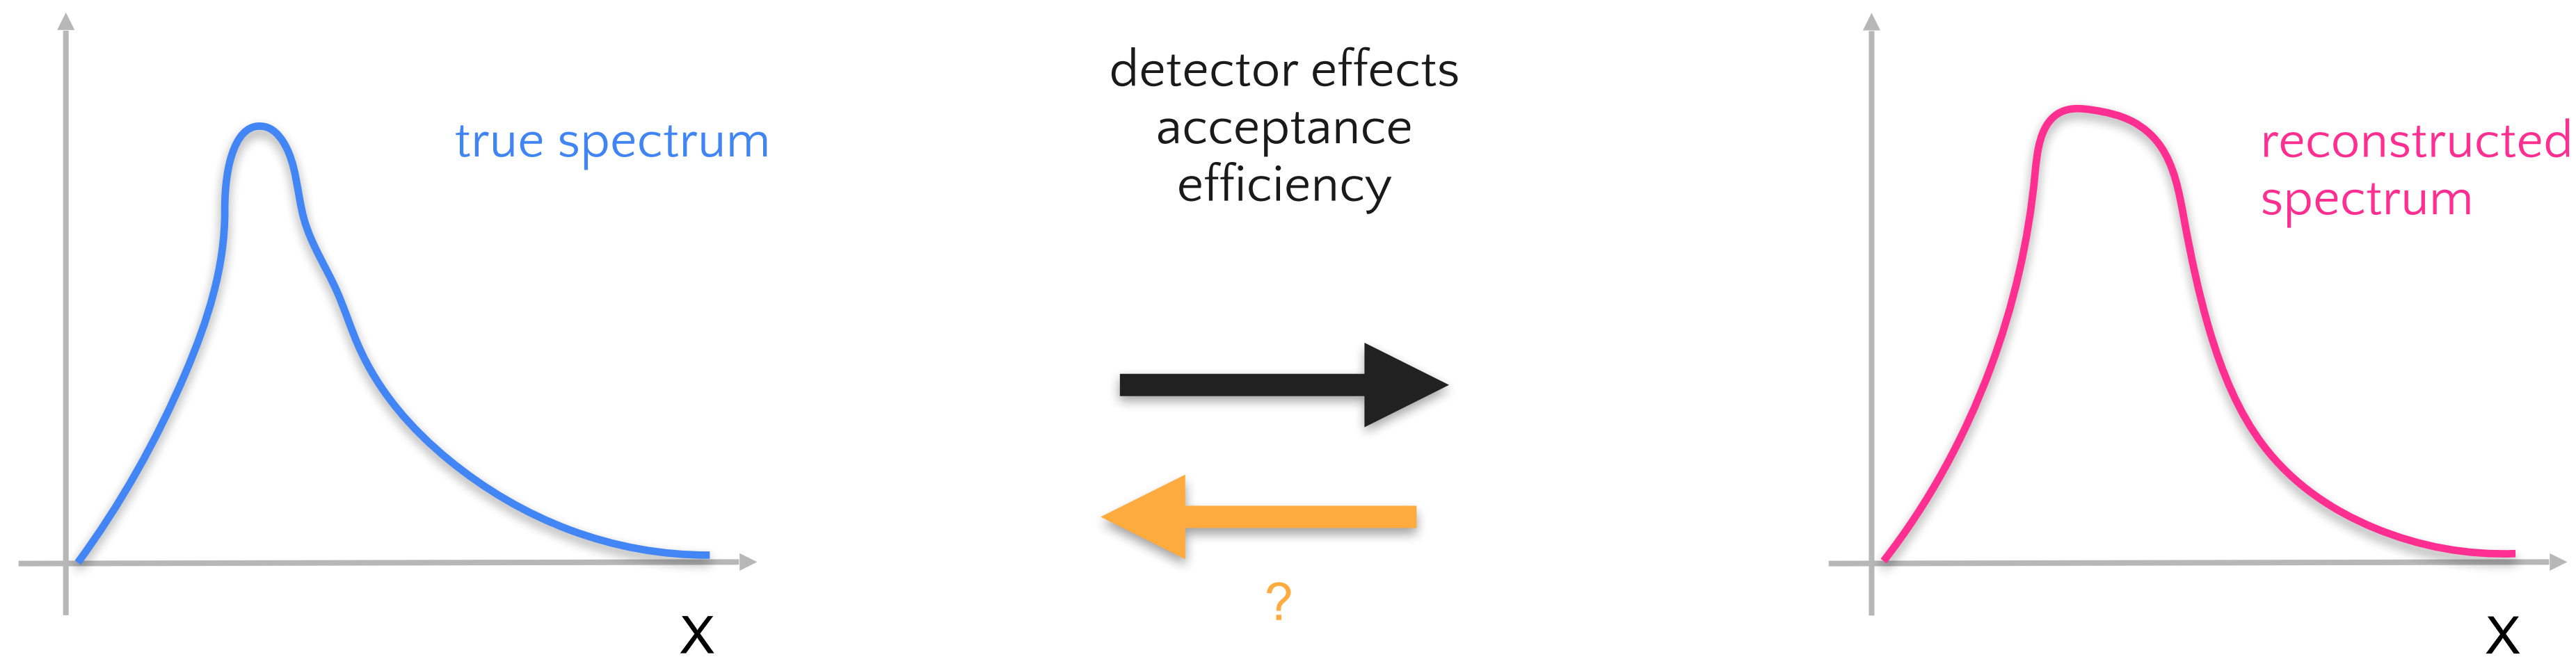 true spectrum
X
detector effects
acceptance
efficiency
?
reconstructed
spectrum
X